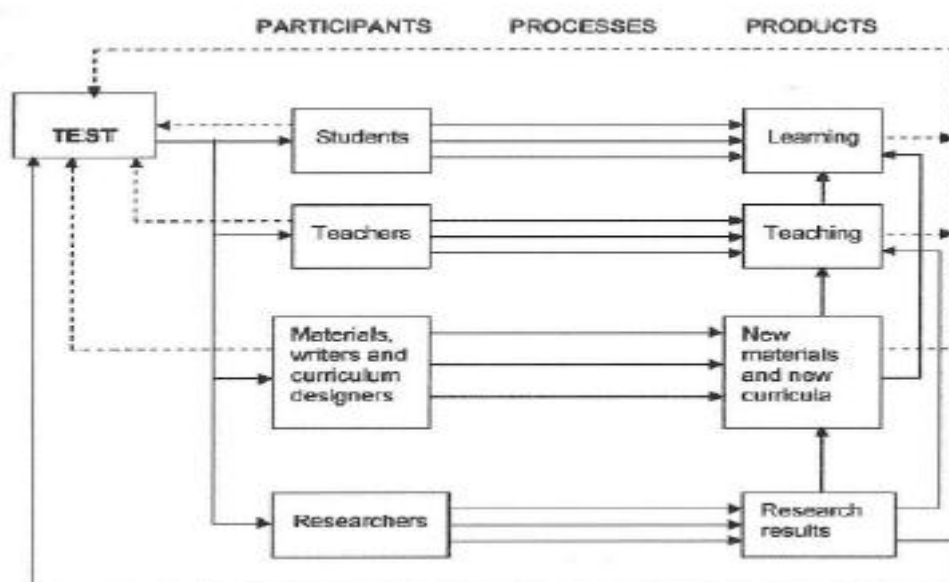 PARTICIPANTS PROCESSES PRODUCTS
TEST
Students
Learning
Teachers
Teaching
Materials,
writers and
curriculum
designers
New
materials
and new
curricula
Researchers
Research
results